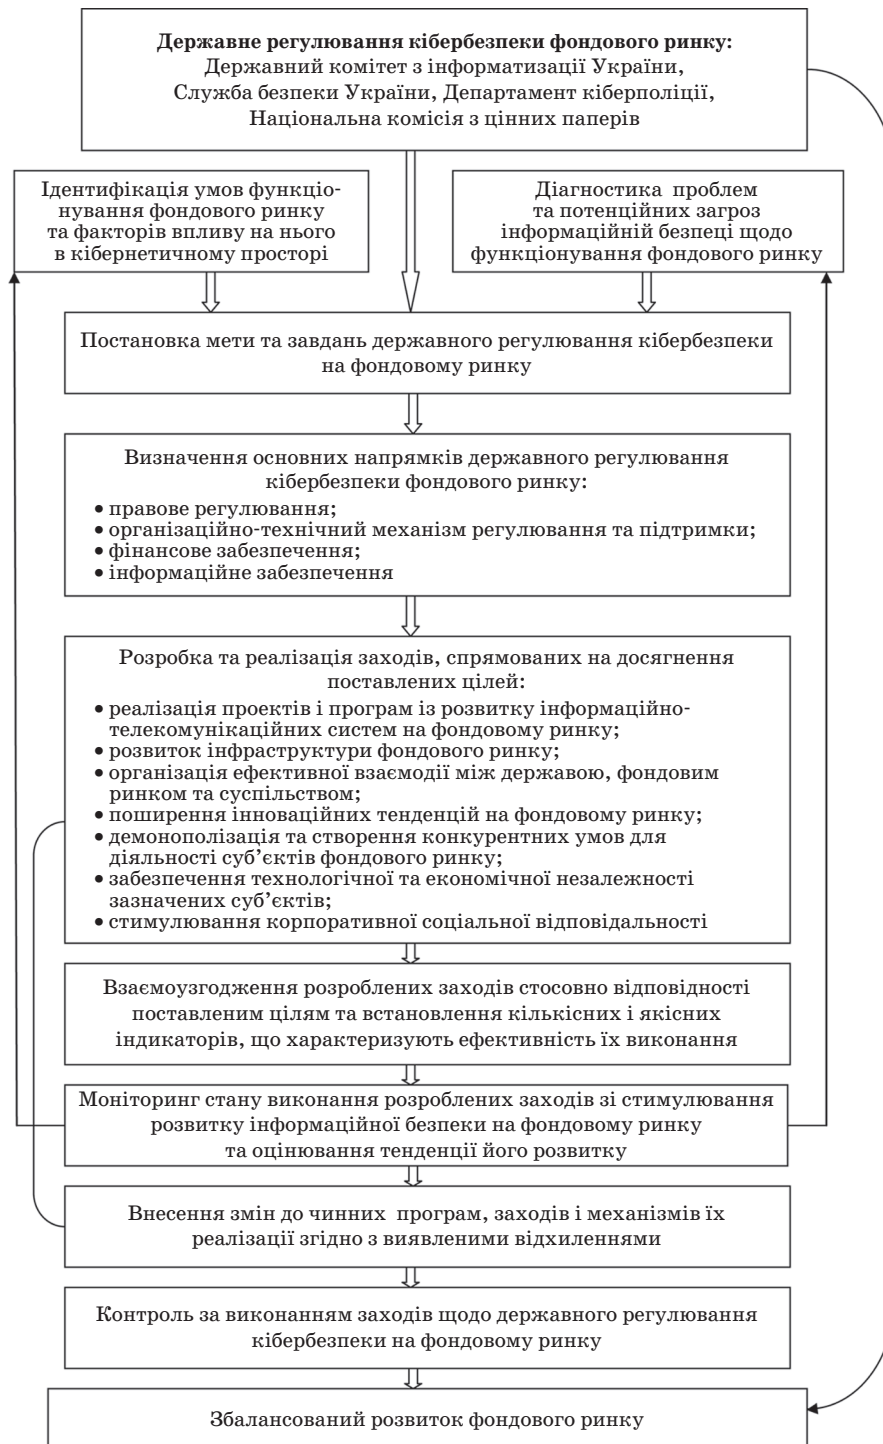 Державне регулювання кібербезпеки фондового ринку:
Державний комітет з інформатизації України,
Служба безпеки України, Департамент кіберполіції,
Національна комісія з цінних паперів
Ідентифікація умов функціо-
нування фондового ринку
та факторів впливу на нього
в кібернетичному просторі
Діагностика проблем
та потенційних загроз
інформаційній безпеці щодо
функціонування фондового ринку
Постановка мети та завдань державного регулювання кібербезпеки
на фондовому ринку
Визначення основних напрямків державного регулювання
кібербезпеки фондового ринку:
• правове регулювання;
• організаційно-технічний механізм регулювання та підтримки;
• фінансове забезпечення;
• інформаційне забезпечення
Розробка та реалізація заходів, спрямованих на досягнення
поставлених цілей:
• реалізація проектів і програм із розвитку інформаційно-
телекомунікаційних систем на фондовому ринку;
• розвиток інфраструктури фондового ринку;
• організація ефективної взаємодії між державою, фондовим
ринком та суспільством;
• поширення інноваційних тенденцій на фондовому ринку;
• демонополізація та створення конкурентних умов для
діяльності суб’єктів фондового ринку;
• забезпечення технологічної та економічної незалежності
зазначених суб’єктів;
• стимулювання корпоративної соціальної відповідальності
Взаємоузгодження розроблених заходів стосовно відповідності
поставленим цілям та встановлення кількісних і якісних
індикаторів, що характеризують ефективність їх виконання
Моніторинг стану виконання розроблених заходів зі стимулювання
розвитку інформаційної безпеки на фондовому ринку
та оцінювання тенденції його розвитку
Внесення змін до чинних програм, заходів і механізмів їх
реалізації згідно з виявленими відхиленнями
Контроль за виконанням заходів щодо державного регулювання
кібербезпеки на фондовому ринку
Збалансований розвиток фондового ринку